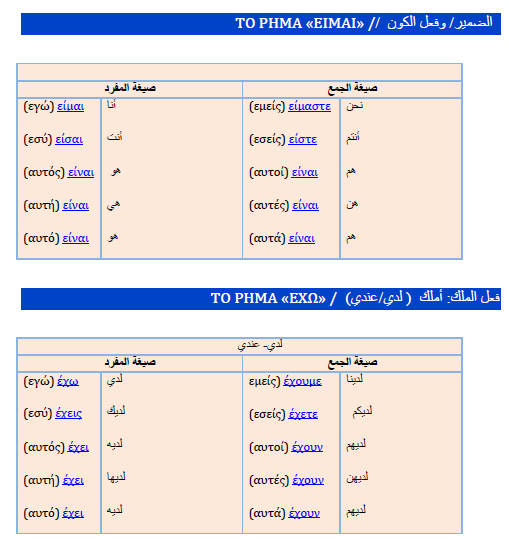 الضمير/ وفعل الكون // ΤΟ ΡΗΜΑ «ΕΙΜΑΙ»
صيغة المفرد صيغة الجمع
(εγώ) είμαι أنا (εμείς) είμαστε نحن
(εσύ) είσαι أنت (εσείς) είστε أنتم
(αυτός) είναι هو (αυτοί) είναι هم
(αυτή) είναι هي (αυτές) είναι هن
(αυτό) είναι هو (αυτά) είναι هم
فعل الملك: أملك ( لدي/عندي) / ΤΟ ΡΗΜΑ «ΕΧΩ»
لدي- عندي
صيغة المفرد صيغة الجمع
(εγώ) έχω لدي εμείς) έχουμε لدينا
(εσύ) έχεις لديك (εσείς) έχετε لديكم
(αυτός) έχει لديه (αυτοί) έχουν لديهم
(αυτή) έχει لديها (αυτές) έχουν لديهن
(αυτό) έχει لديه (αυτά) έχουν لديهم